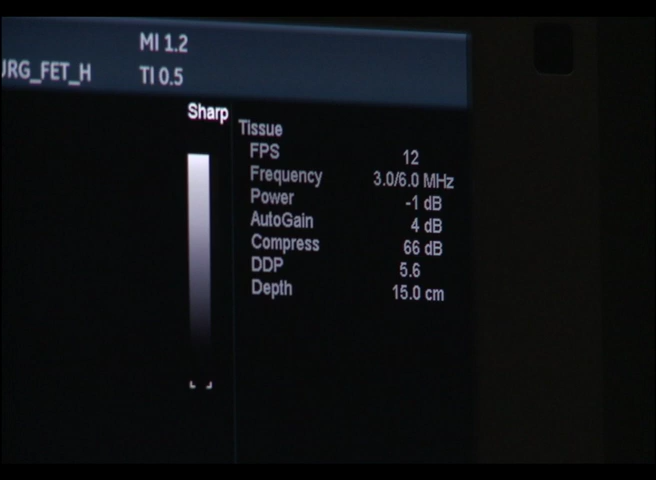 MI 1.2
URG_FET_H TI 0.5
Sharp
Tissue
FPS 12
Frequency 3.0/6.0 MHz
Power -1 dB
AutoGain 4 dB
Compress 66 dB
DDP 5.6
Depth 15.0 cm